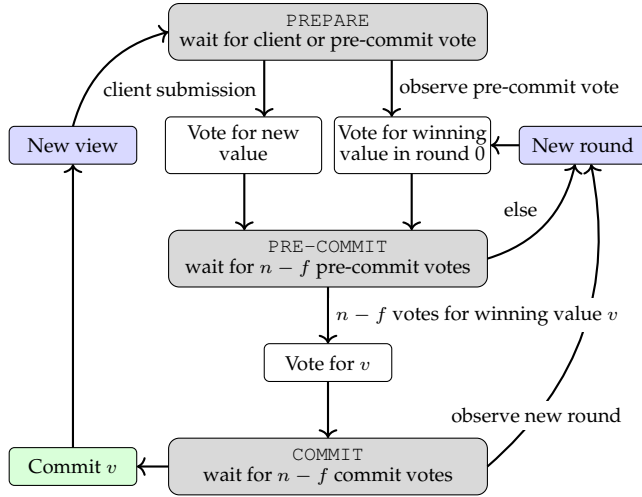 PREPARE
wait for client or pre-commit vote
client submission
observe pre-commit vote
New view
Vote for new
value
Vote for winning
value in round 0
New round
else
PRE-COMMIT
wait for n − f pre-commit votes
n − f votes for winning value v
Vote for v
observe new round
Commit v
COMMIT
wait for n − f commit votes